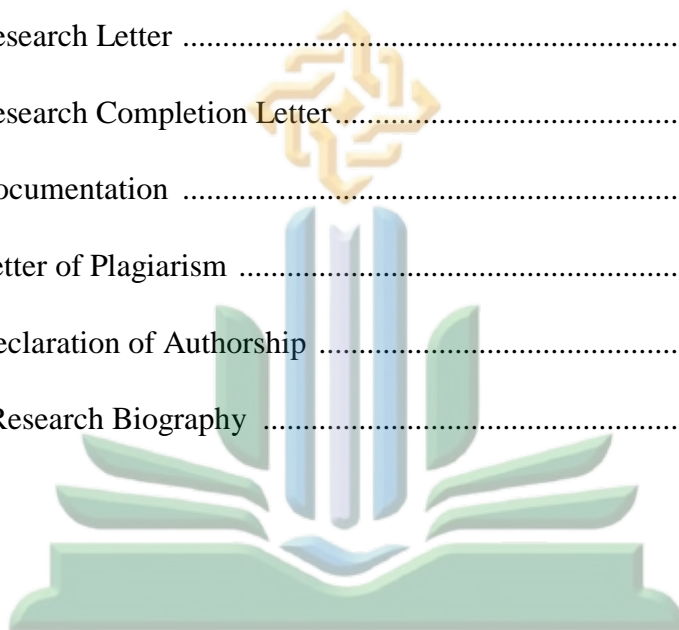 esearch Letter ....................................................................
esearch Completion Letter...........................................
ocumentation ....................................................................
etter of Plagiarism ..........................................................
eclaration of Authorship ..............................................
Research Biography ......................................................